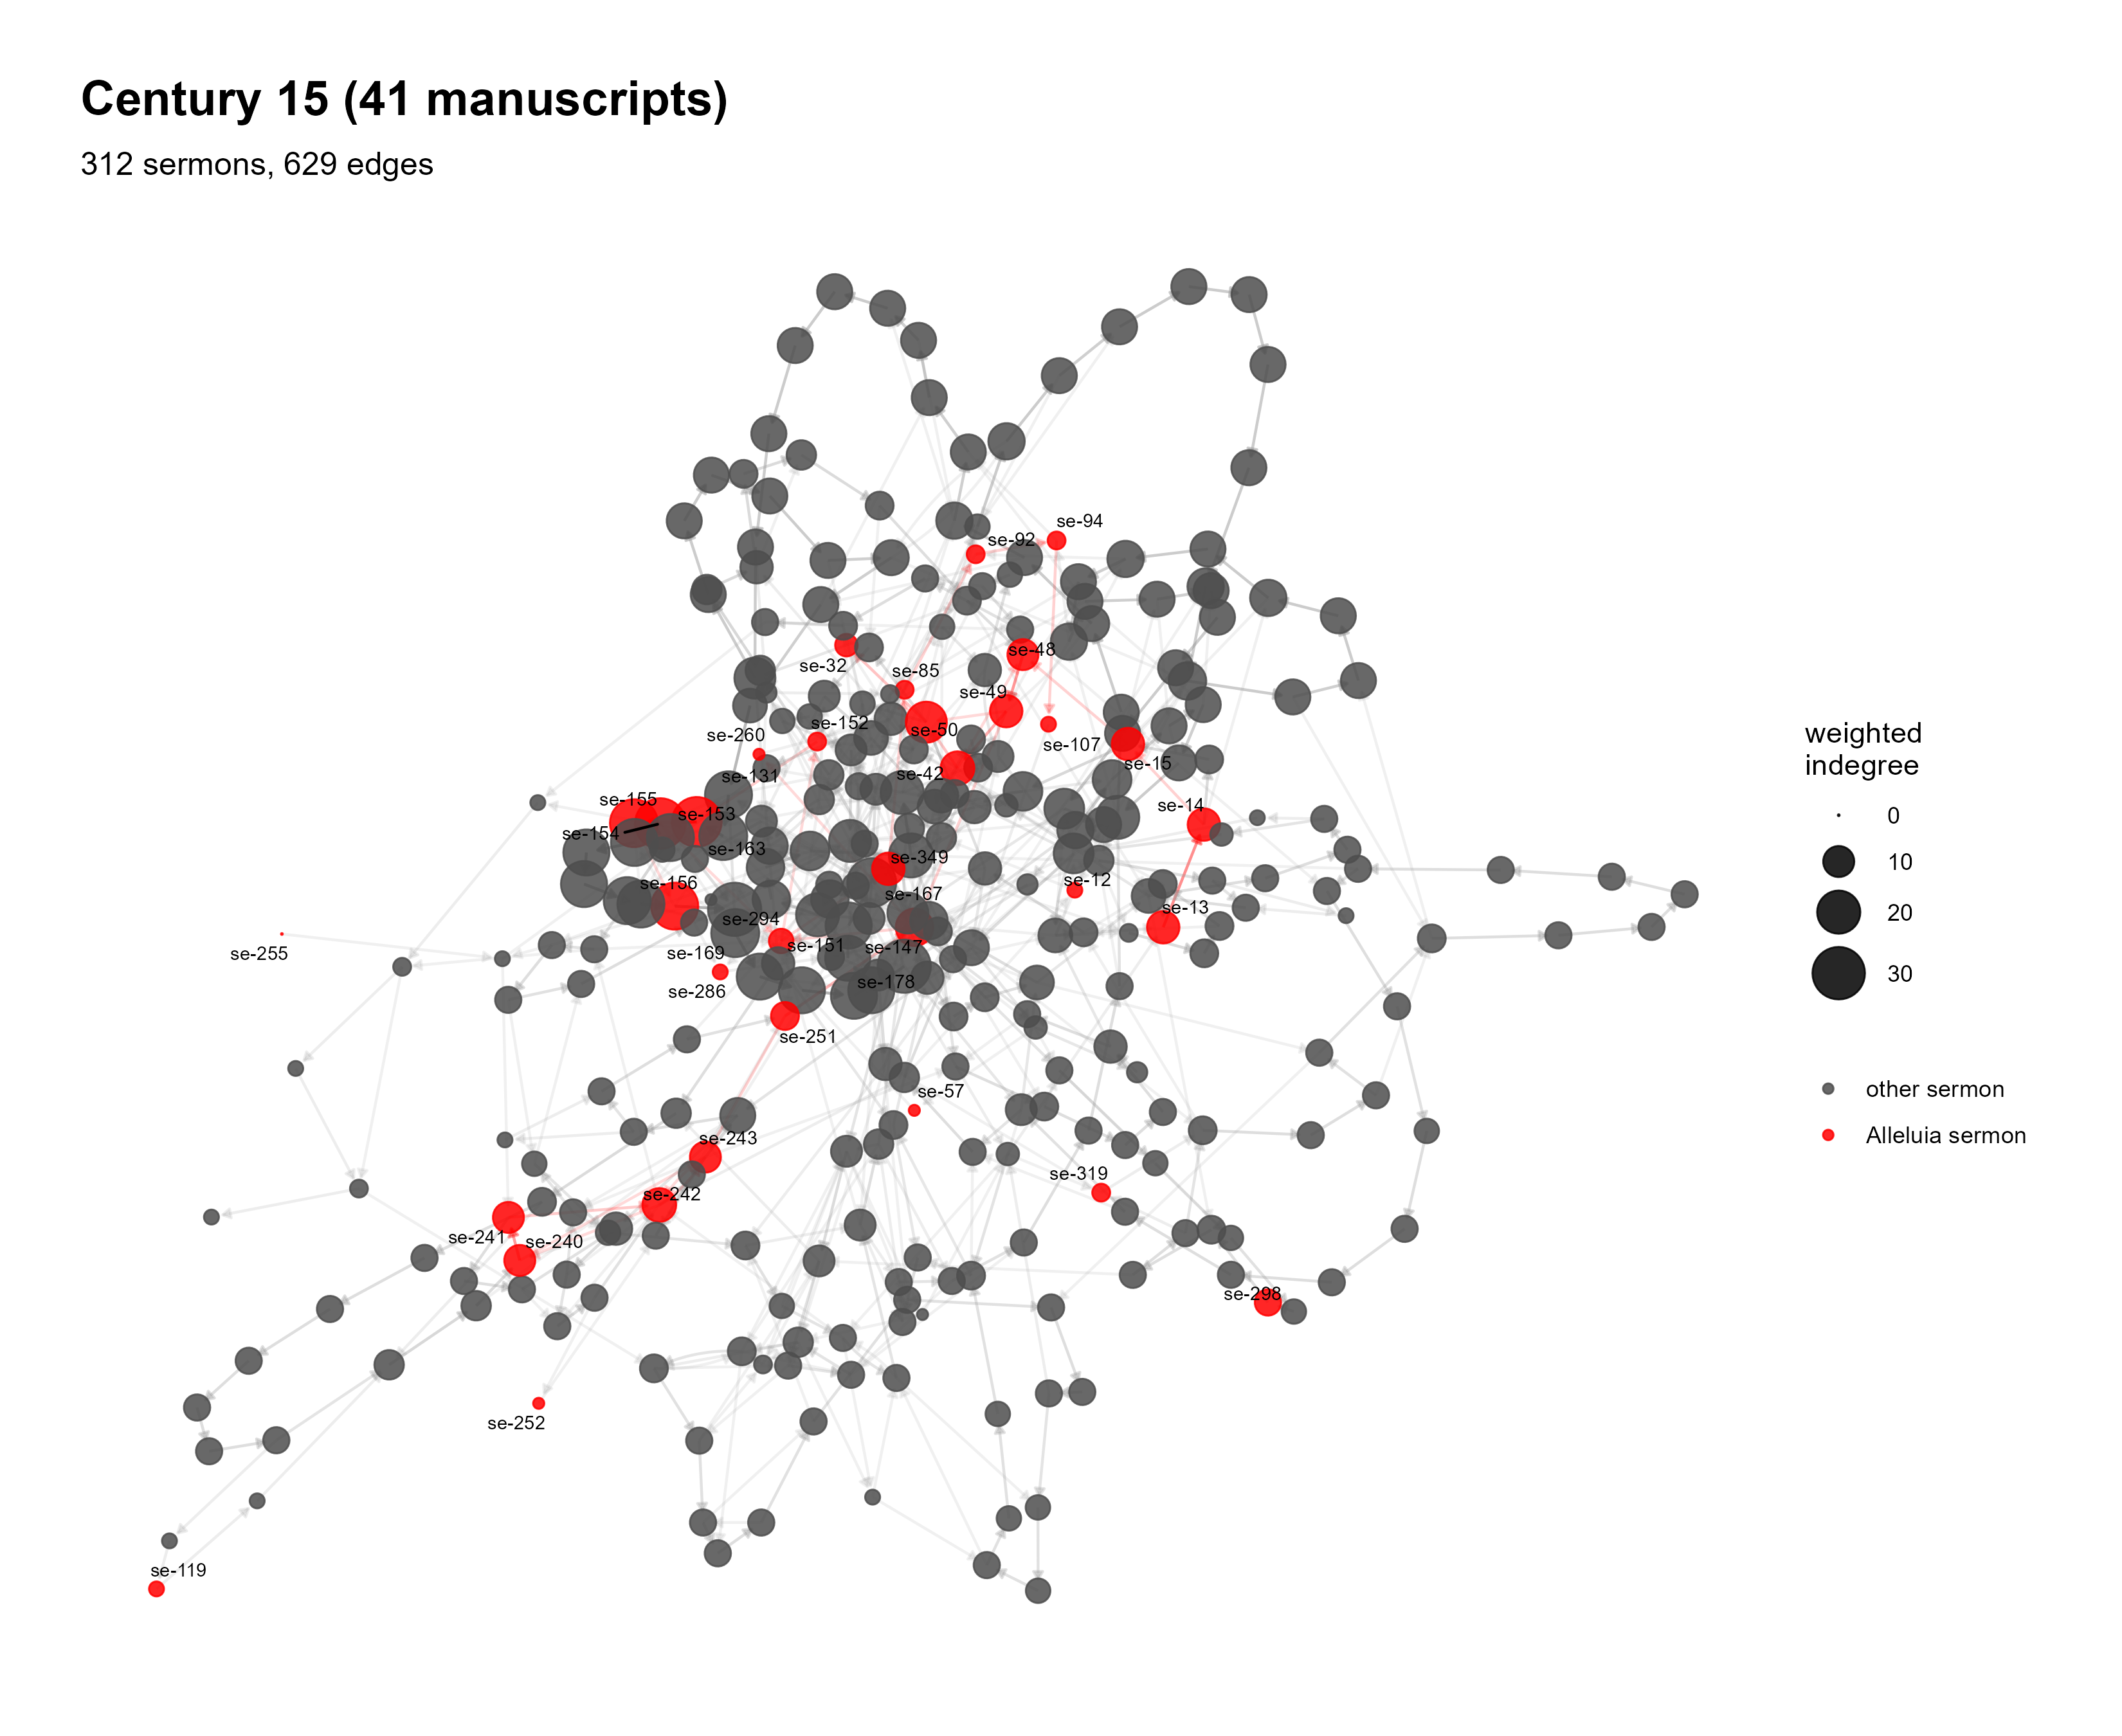 Century 15 (41 manuscripts)
312 sermons, 629 edges
se-94
se-92
se-48
se-32
se-85
se-49
se-152
se-50
se-260
se-107
se-15
se-42
se-131
se-155
se-153
se-14
se-154
se-163
se-349
se-12
se-156
se-167
se-13
se-294
se-151
se-147
se-169
se-255
se-286
se-178
se-251
se-57
se-243
se-319
se-242
se-241
se-240
se-298
se-252
se-119
weighted
indegree
0
10
20
30
other sermon
Alleluia sermon